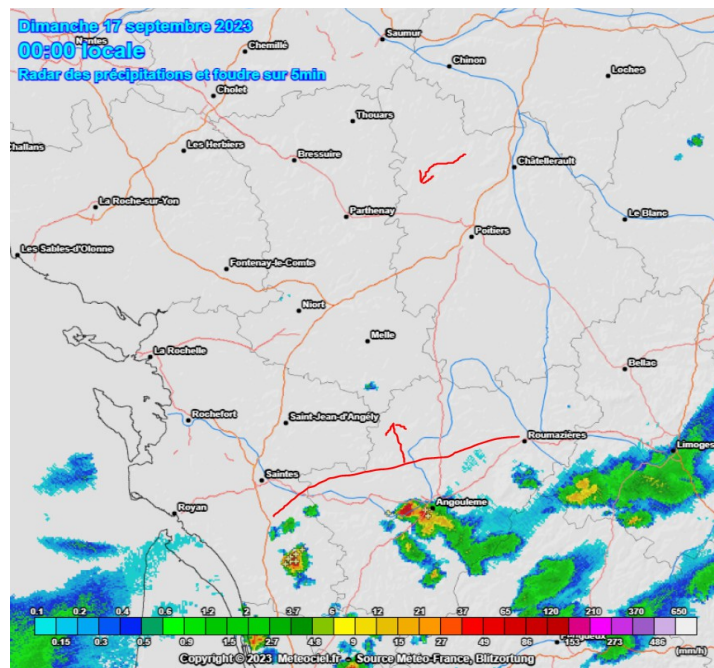 Dimanche 17 septembre 2023
Nantes
00:00 locale
Radar des précipitations et foudre sur 5min
Chemillé
Saumur
Chinon
Loches
Cholet
Thouars
Challans
Les Herbiers
Bressuire
Châtellerault
La Roche-sur-Yon
Parthenay
Le Blanc
Poitiers
Les Sables-d'Olonne
Fontenay-le-Comte
Niort
Melle
La Rochelle
Bellac
Rochefort
Saint-Jean-d'Angély
Roumazières
Limoges
Saintes
Royan
Angouleme
0.1 0.2 0.4 0.6 1.2 2 3.7 6 12 21 37 65 120 210 370 650
0.15 0.3 0.5 0.9 1.5 2.7 4.8 9 15 27 49 86 153 273 486 (mm/h)
Copyright © 2023 Meteociel.fr - Source Meteo-France, Blitzortung